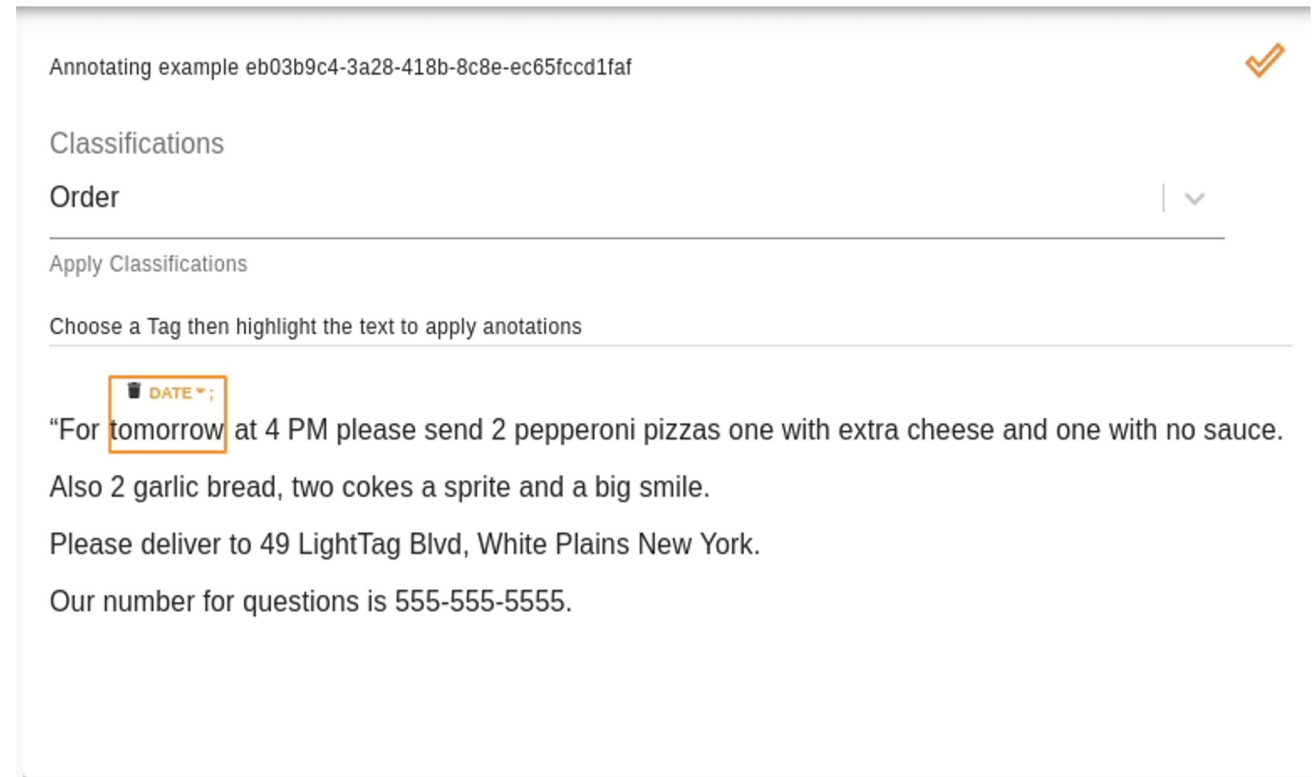 Annotating example eb03b9c4-3a28-418b-8c8e-ec65fccd1faf
Classifications
Order
Apply Classifications
Choose a Tag then highlight the text to apply anotations
DATE ;
“For tomorrow at 4 PM please send 2 pepperoni pizzas one with extra cheese and one with no sauce.
Also 2 garlic bread, two cokes a sprite and a big smile.
Please deliver to 49 LightTag Blvd, White Plains New York.
Our number for questions is 555-555-5555.